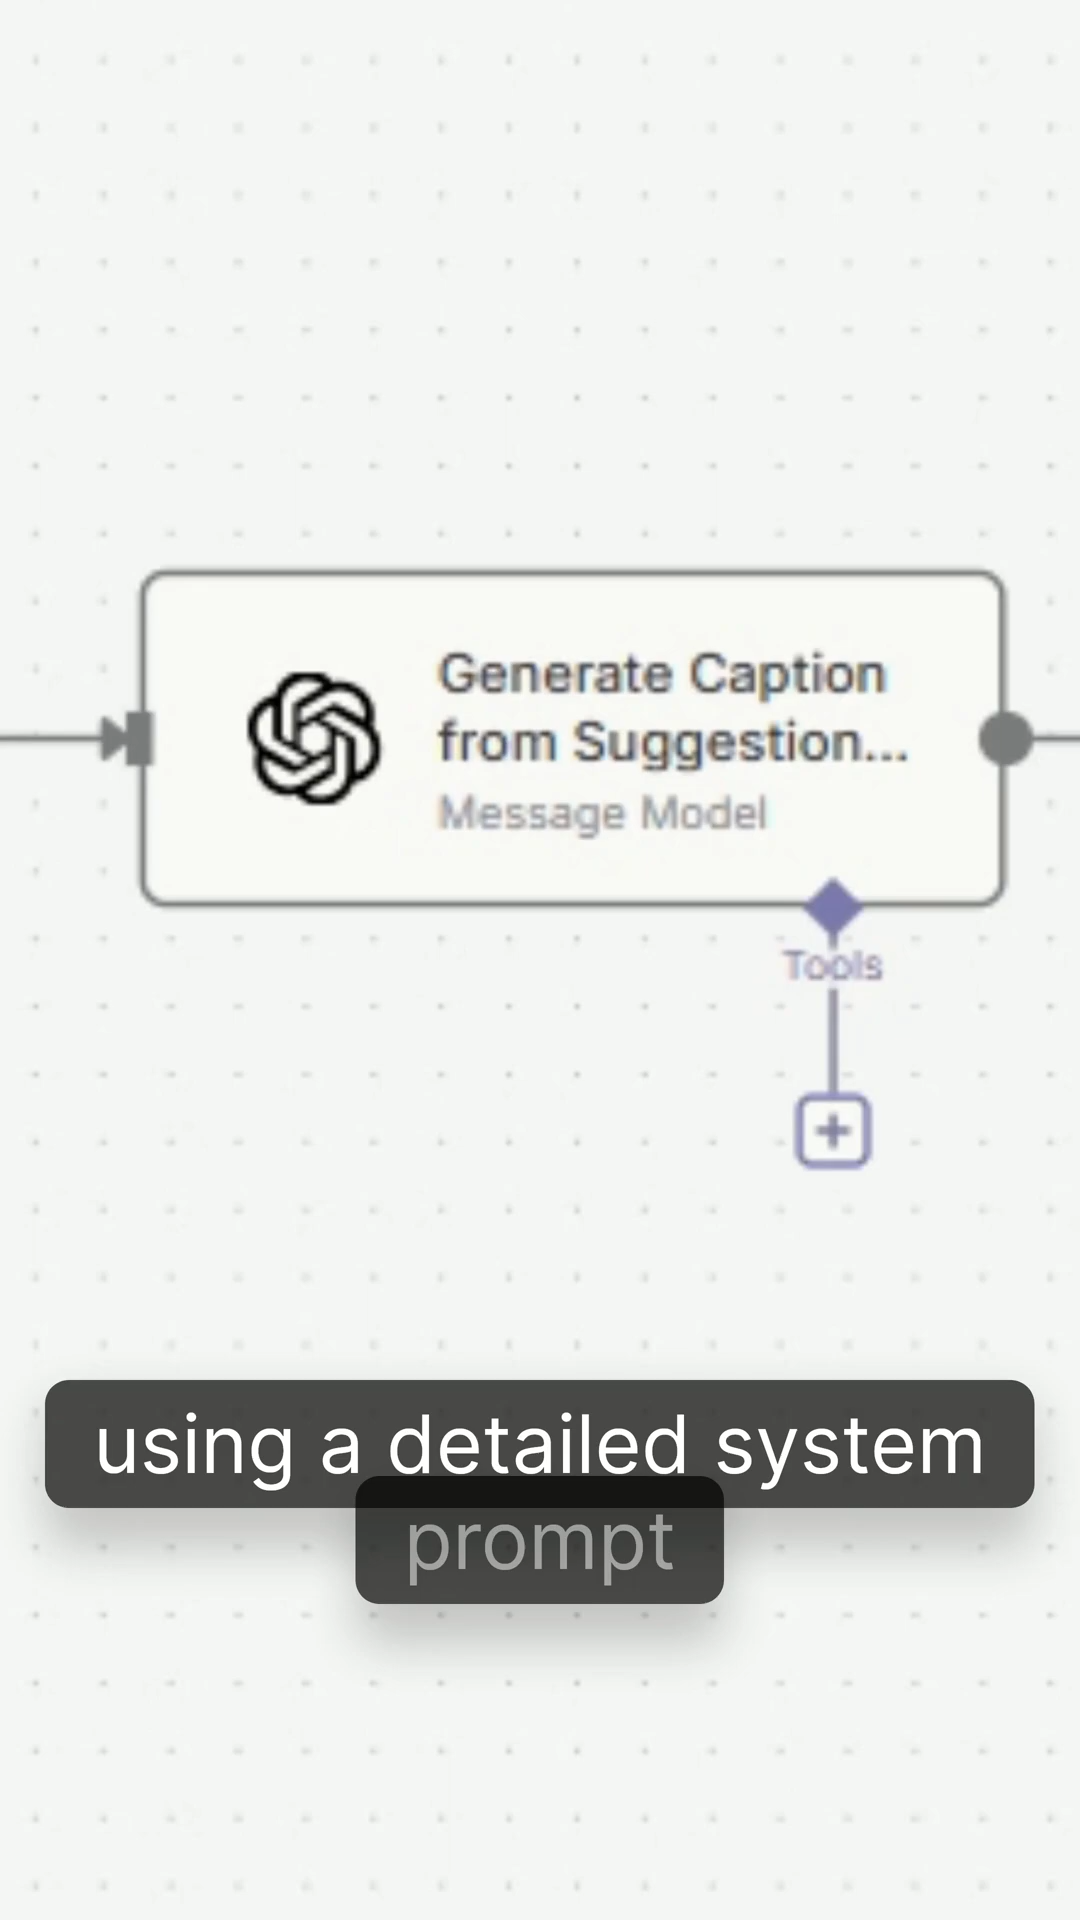 Generate Caption
from Suggestion...
Message Model
Tools
using a detailed system
prompt